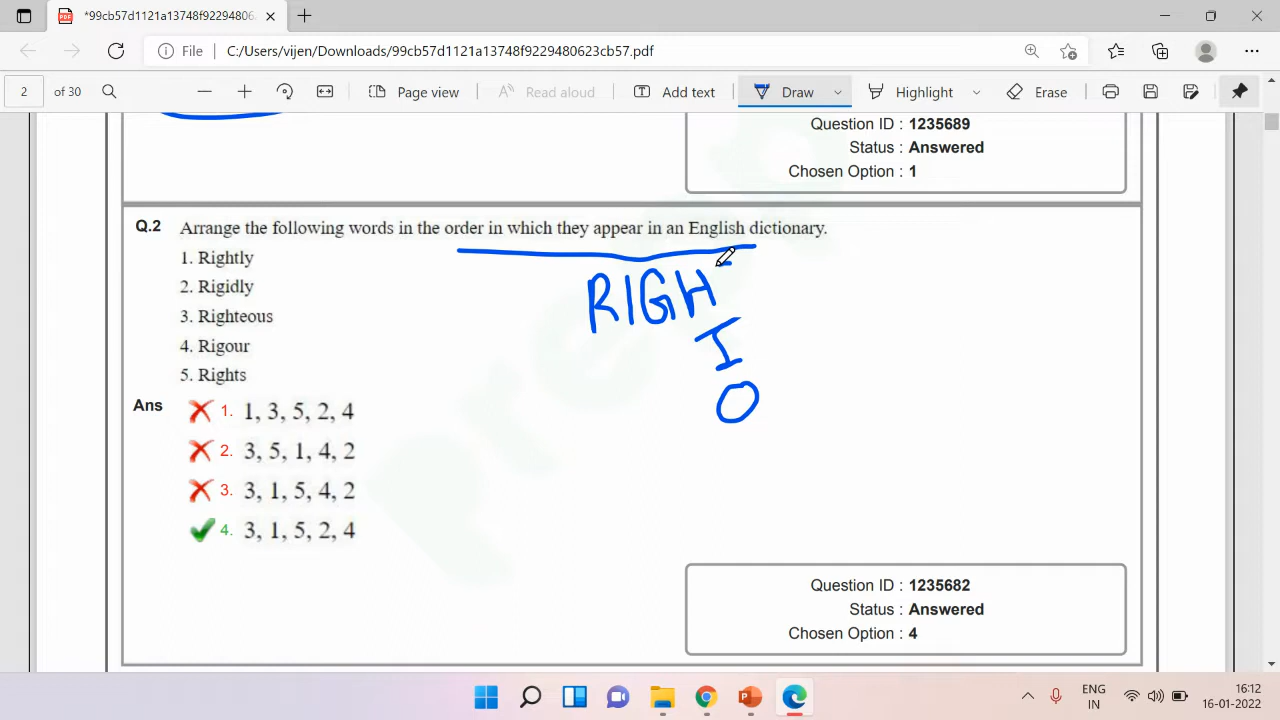 *99cb57d1121a13748f9229480623
File C:/Users/vijen/Downloads/99cb57d1121a13748f9229480623cb57.pdf
2 of 30 Page view Read aloud Add text Draw Highlight Erase
Question ID : 1235689
Status : Answered
Chosen Option : 1
Q.2 Arrange the following words in the order in which they appear in an English dictionary.
1. Rightly
2. Rigidly
3. Righteous
4. Rigour
5. Rights
RIGH
I
O
Ans 1. 1, 3, 5, 2, 4
2. 3, 5, 1, 4, 2
3. 3, 1, 5, 4, 2
4. 3, 1, 5, 2, 4
Question ID : 1235682
Status : Answered
Chosen Option : 4
ENG 16:12
IN 16-01-2022